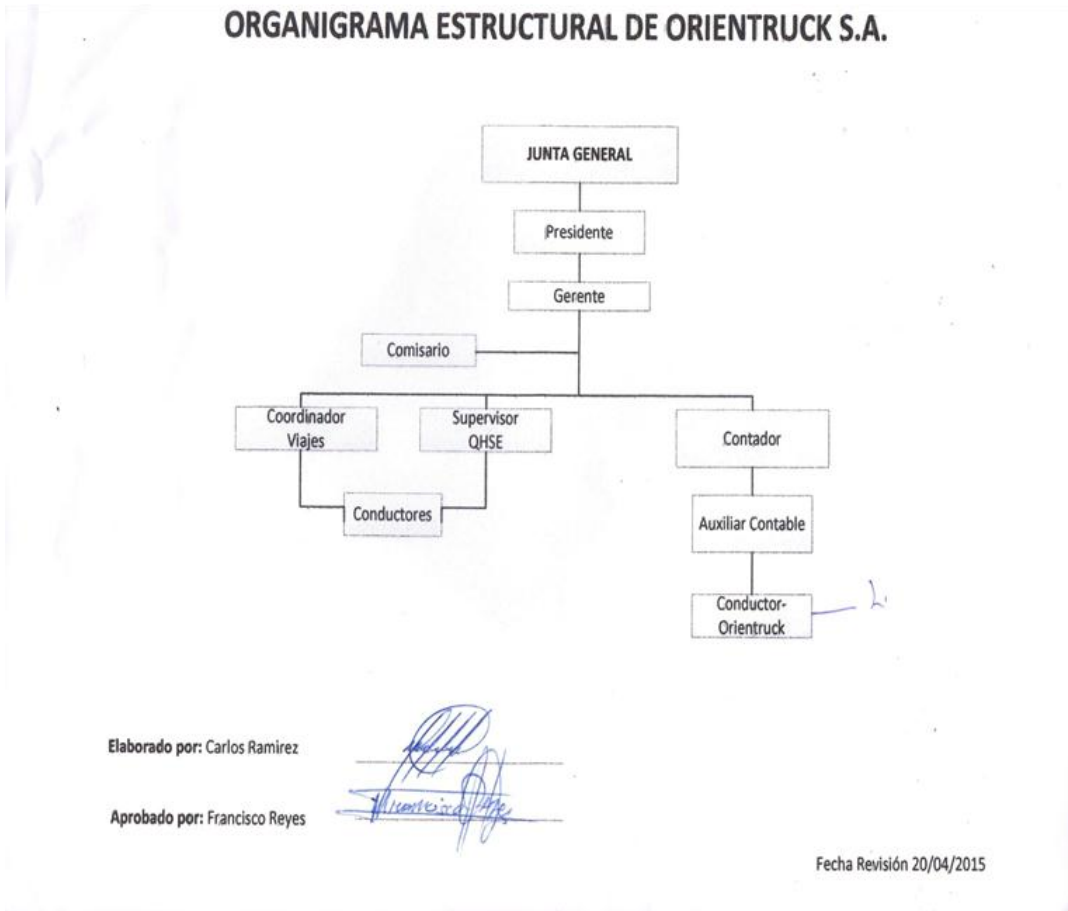 ORGANIGRAMA ESTRUCTURAL DE ORIENTRUCK S.A.
JUNTA GENERAL
Presidente
Gerente
Comisario
Coordinador
Viajes
Supervisor
QHSE
Contador
Conductores
Auxiliar Contable
Conductor-
Orientruck
Elaborado por: Carlos Ramirez
Aprobado por: Francisco Reyes
Fecha Revisión 20/04/2015